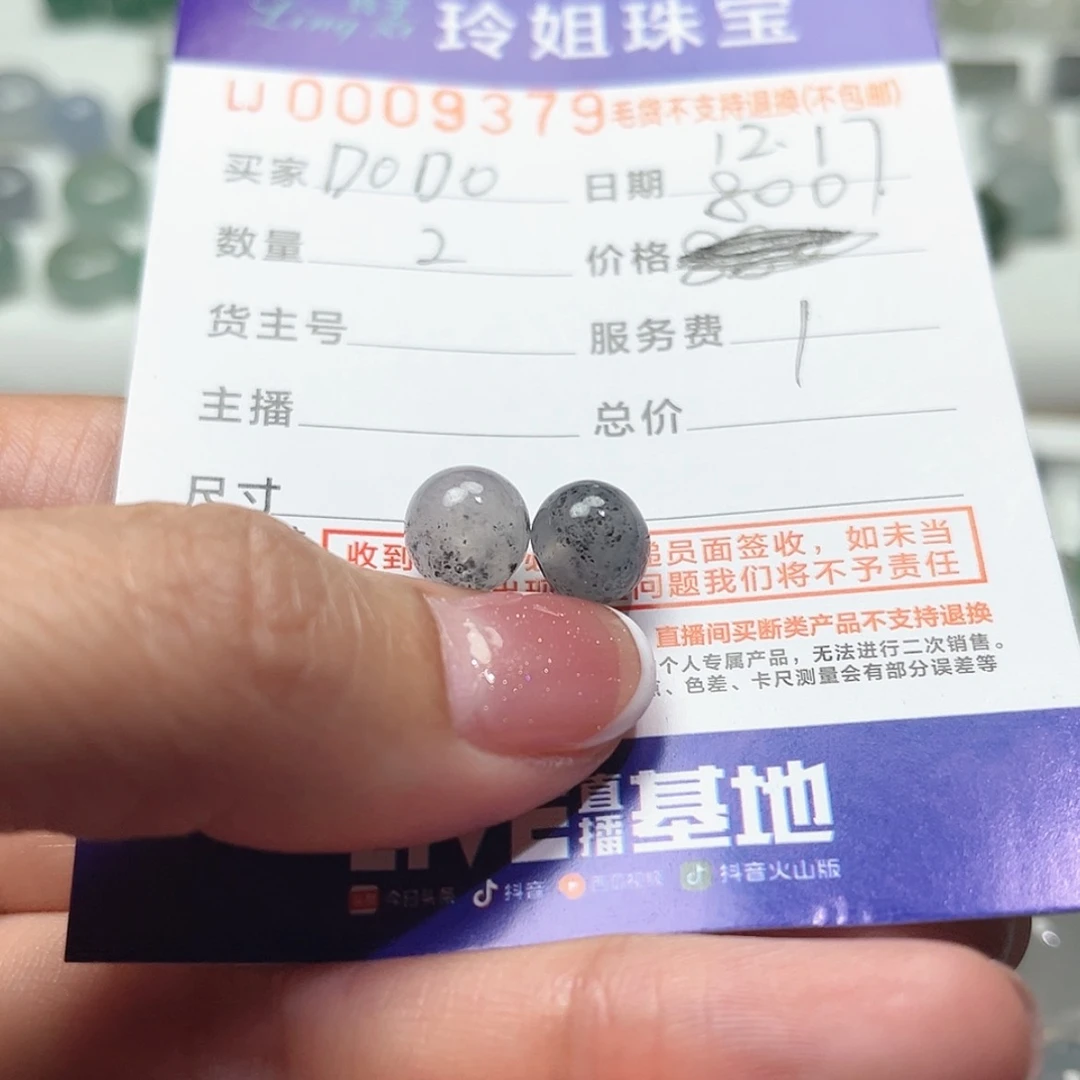 玲姐珠宝
LJ 0009379 毛货不支持退换(不包邮)
买家 DODO 日期 12.17
数量 2 价格 8007.
货主号 服务费 1
主播 总价
尺寸
收到 递员面签收，如未当
出现 问题我们将不予责任
直播间买断类产品不支持退换
个人专属产品，无法进行二次销售。
、色差、卡尺测量会有部分误差等
LIVE 直播 基地
今日头条 抖音 西瓜视频 抖音火山版